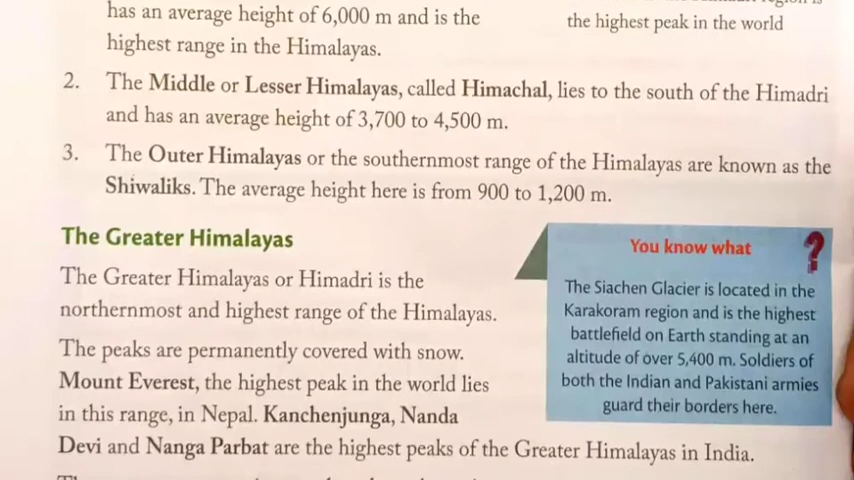 has an average height of 6,000 m and is the
highest range in the Himalayas.
the highest peak in the world
2. The Middle or Lesser Himalayas, called Himachal, lies to the south of the Himadri
and has an average height of 3,700 to 4,500 m.
3. The Outer Himalayas or the southernmost range of the Himalayas are known as the
Shiwaliks. The average height here is from 900 to 1,200 m.
The Greater Himalayas
The Greater Himalayas or Himadri is the
northernmost and highest range of the Himalayas.
The peaks are permanently covered with snow.
Mount Everest, the highest peak in the world lies
in this range, in Nepal. Kanchenjunga, Nanda
Devi and Nanga Parbat are the highest peaks of the Greater Himalayas in India.
You know what ?
The Siachen Glacier is located in the
Karakoram region and is the highest
battlefield on Earth standing at an
altitude of over 5,400 m. Soldiers of
both the Indian and Pakistani armies
guard their borders here.